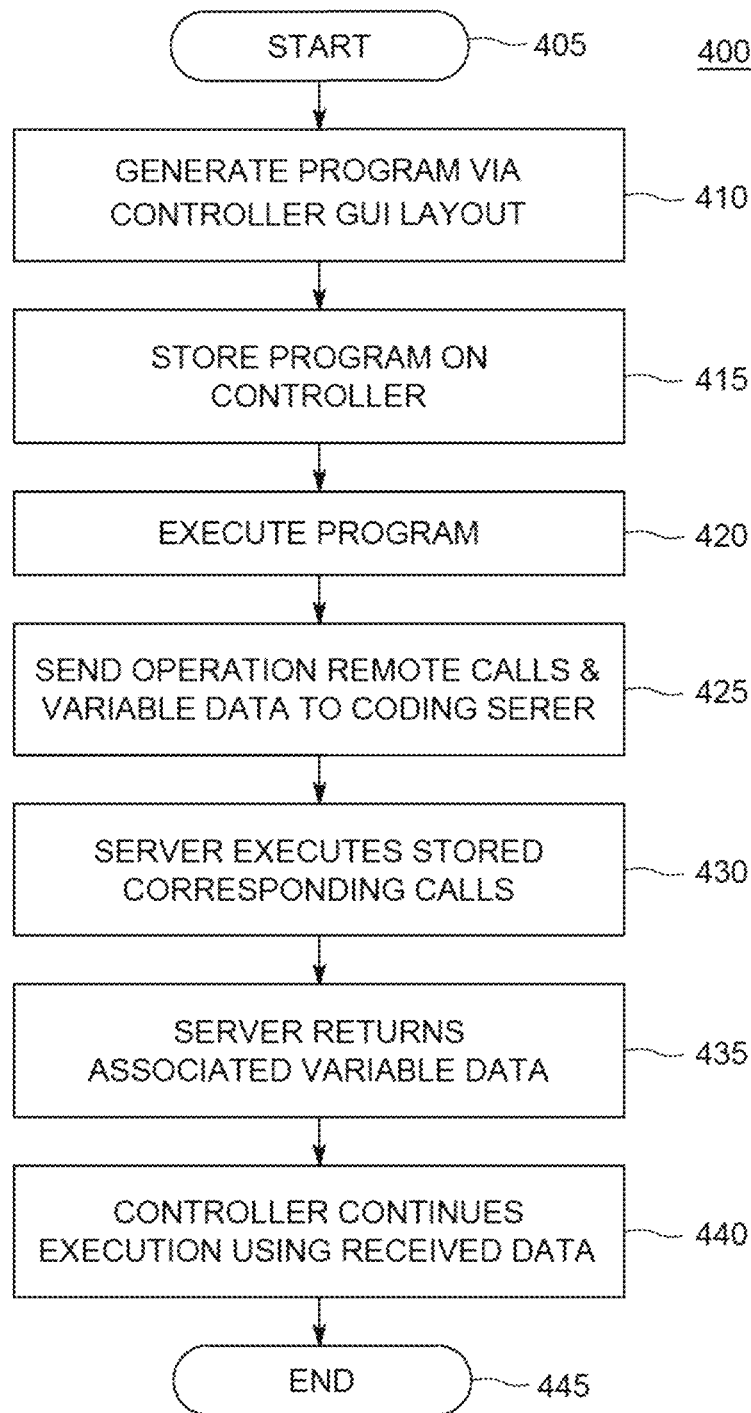 START
405
400
GENERATE PROGRAM VIA
CONTROLLER GUI LAYOUT
410
STORE PROGRAM ON
CONTROLLER
415
EXECUTE PROGRAM
420
SEND OPERATION REMOTE CALLS &
VARIABLE DATA TO CODING SERER
425
SERVER EXECUTES STORED
CORRESPONDING CALLS
430
SERVER RETURNS
ASSOCIATED VARIABLE DATA
435
CONTROLLER CONTINUES
EXECUTION USING RECEIVED DATA
440
END
445